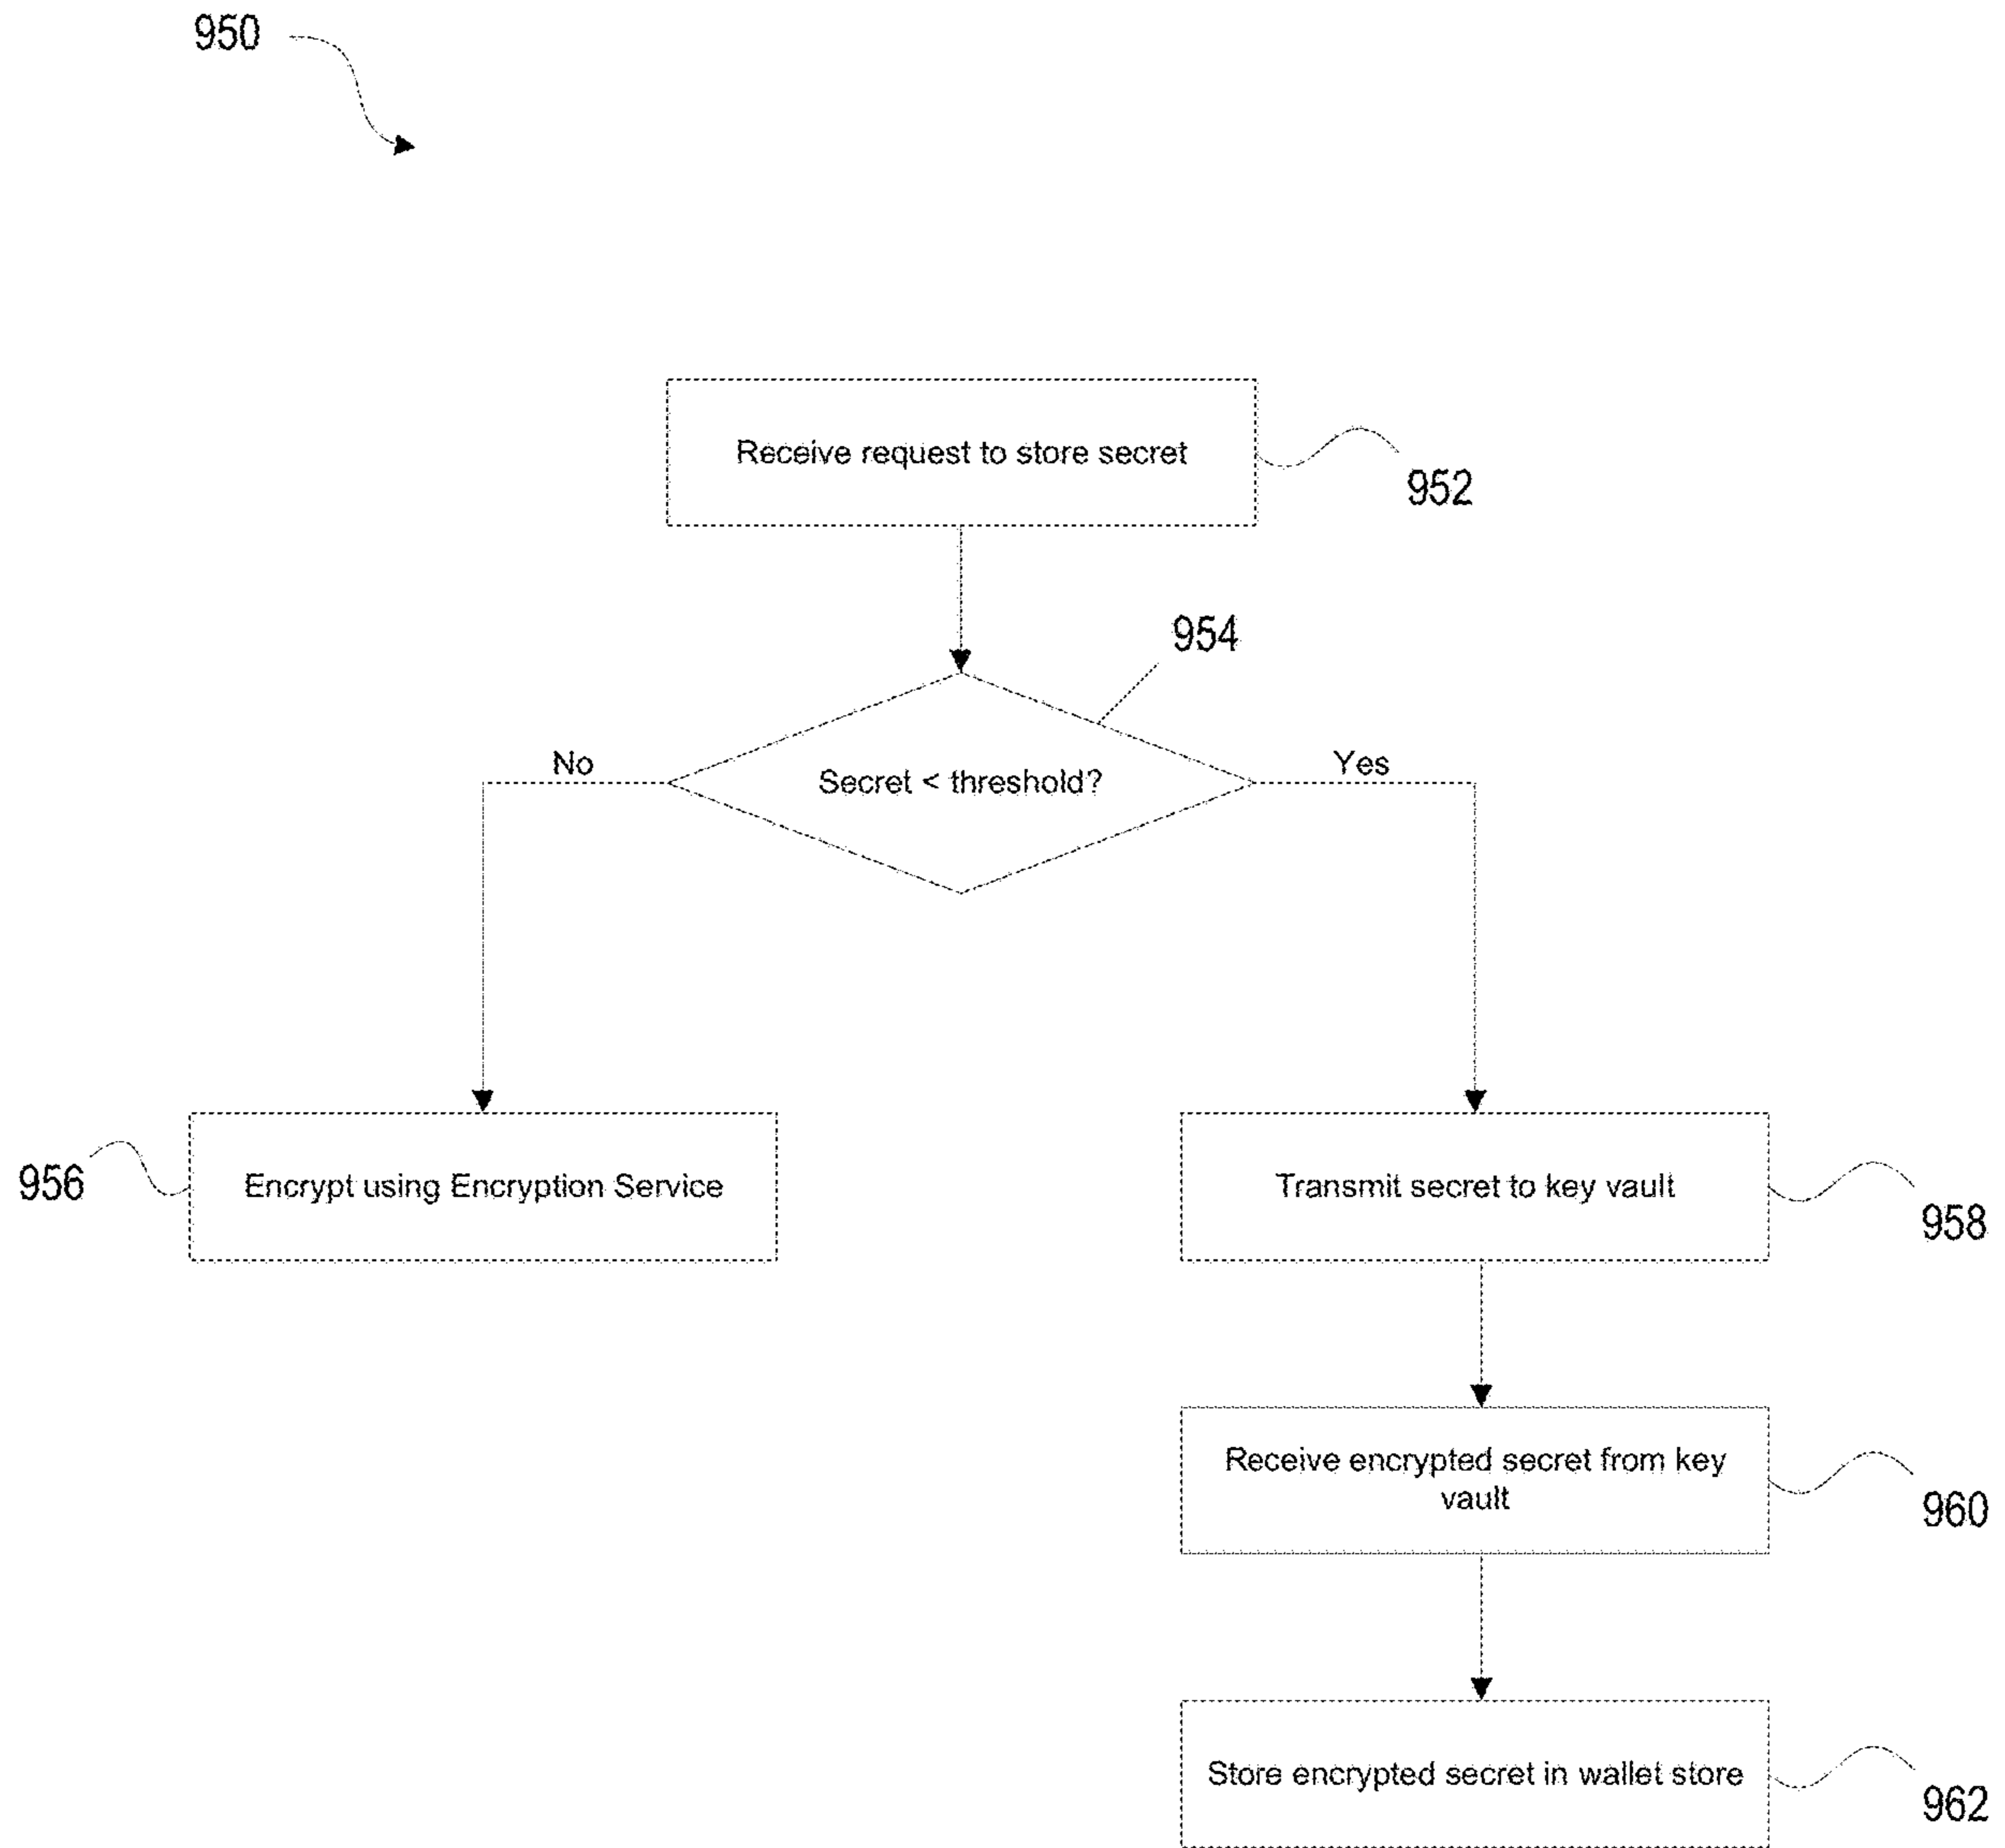 950
Receive request to store secret
952
954
No
Secret < threshold?
Yes
956
Encrypt using Encryption Service
Transmit secret to key vault
958
Receive encrypted secret from key
vault
960
Store encrypted secret in wallet store
962